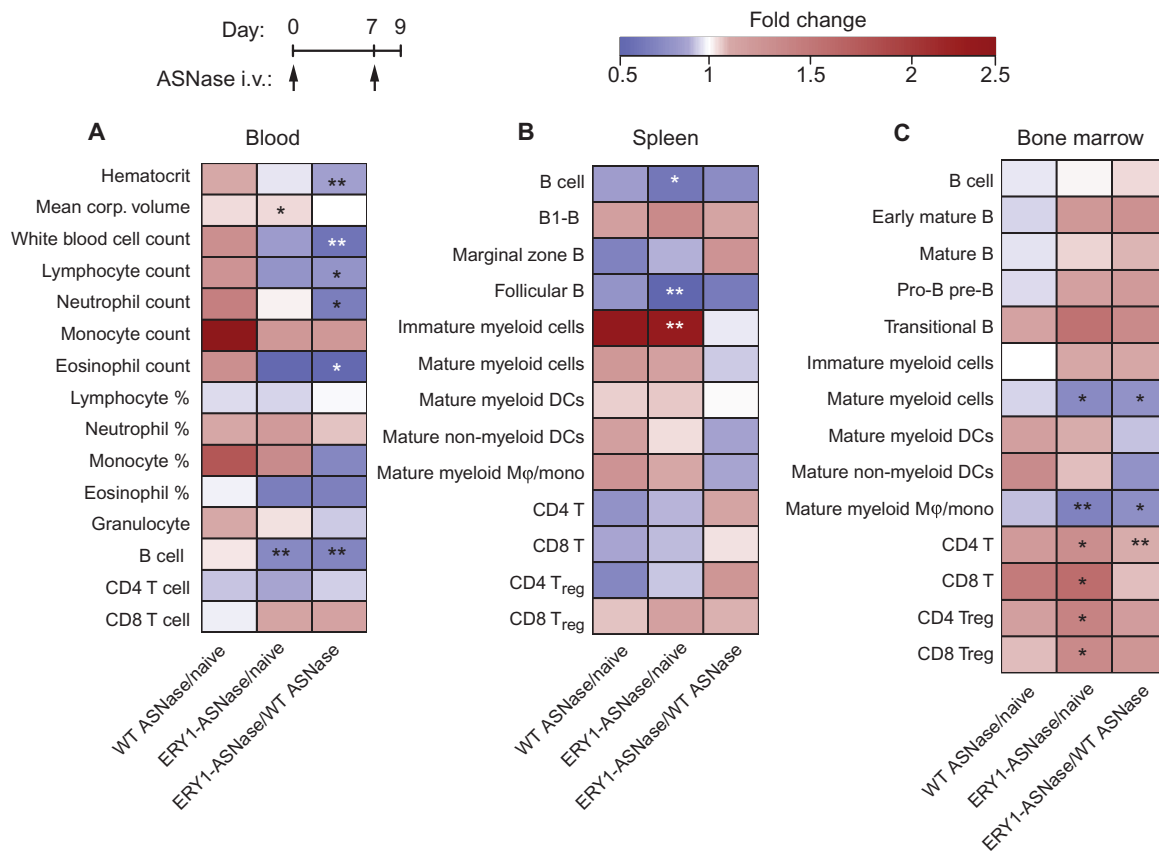 Day: 0 7 9
ASNase i.v.:
Fold change
0.5 1 1.5 2 2.5
A Blood
Hematocrit **
Mean corp. volume *
White blood cell count **
Lymphocyte count *
Neutrophil count *
Monocyte count
Eosinophil count *
Lymphocyte %
Neutrophil %
Monocyte %
Eosinophil %
Granulocyte
B cell ** **
CD4 T cell
CD8 T cell
WT ASNase/naive
ERY1-ASNase/naive
ERY1-ASNase/WT ASNase
B Spleen
B cell *
B1-B
Marginal zone B
Follicular B **
Immature myeloid cells **
Mature myeloid cells
Mature myeloid DCs
Mature non-myeloid DCs
Mature myeloid Mφ/mono
CD4 T
CD8 T
CD4 Treg
CD8 Treg
WT ASNase/naive
ERY1-ASNase/naive
ERY1-ASNase/WT ASNase
C Bone marrow
B cell
Early mature B
Mature B
Pro-B pre-B
Transitional B
Immature myeloid cells
Mature myeloid cells * *
Mature myeloid DCs
Mature non-myeloid DCs
Mature myeloid Mφ/mono ** *
CD4 T * **
CD8 T *
CD4 Treg *
CD8 Treg *
WT ASNase/naive
ERY1-ASNase/naive
ERY1-ASNase/WT ASNase